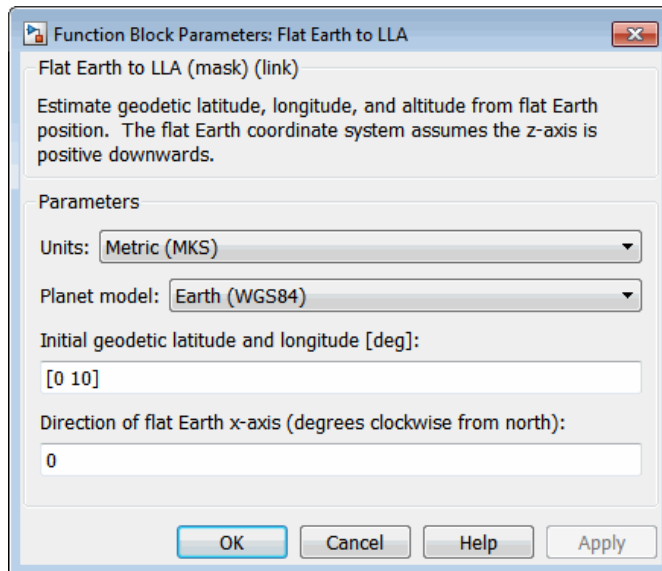 Function Block Parameters: Flat Earth to LLA
Flat Earth to LLA (mask) (link)
Estimate geodetic latitude, longitude, and altitude from flat Earth
position.  The flat Earth coordinate system assumes the z-axis is
positive downwards.
Parameters
Units: Metric (MKS)
Planet model: Earth (WGS84)
Initial geodetic latitude and longitude [deg]:
[0 10]
Direction of flat Earth x-axis (degrees clockwise from north):
0
OK Cancel Help Apply